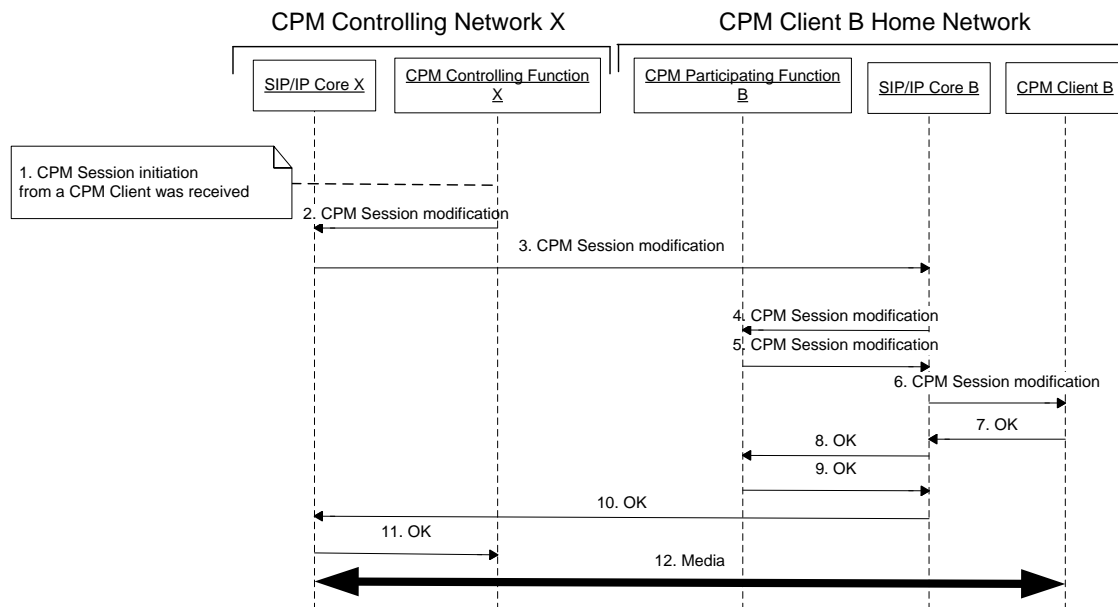 CPM Controlling Network X
CPM Client B Home Network
SIP/IP Core X
CPM Controlling Function
X
CPM Participating Function
B
SIP/IP Core B
CPM Client B
1. CPM Session initiation
from a CPM Client was received
2. CPM Session modification
3. CPM Session modification
4. CPM Session modification
5. CPM Session modification
6. CPM Session modification
7. OK
8. OK
9. OK
10. OK
11. OK
12. Media